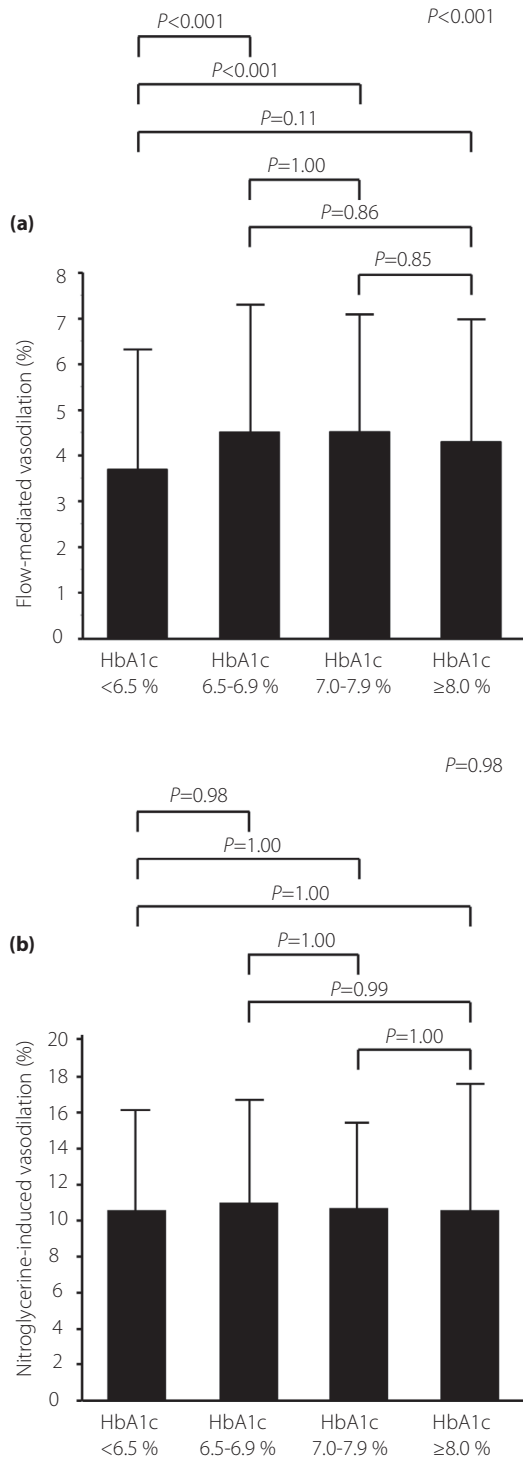 P<0.001
P<0.001
P<0.001
P=0.11
P=1.00
P=0.86
(a)
P=0.85
8
7
6
5
4
3
2
1
0
Flow-mediated vasodilation (%)
HbA1c HbA1c HbA1c HbA1c
<6.5 % 6.5-6.9 % 7.0-7.9 % ≥8.0 %
P=0.98
P=0.98
P=1.00
P=1.00
(b)
P=1.00
P=0.99
P=1.00
20
18
16
14
12
10
8
6
4
2
0
Nitroglycerine-induced vasodilation (%)
HbA1c HbA1c HbA1c HbA1c
<6.5 % 6.5-6.9 % 7.0-7.9 % ≥8.0 %